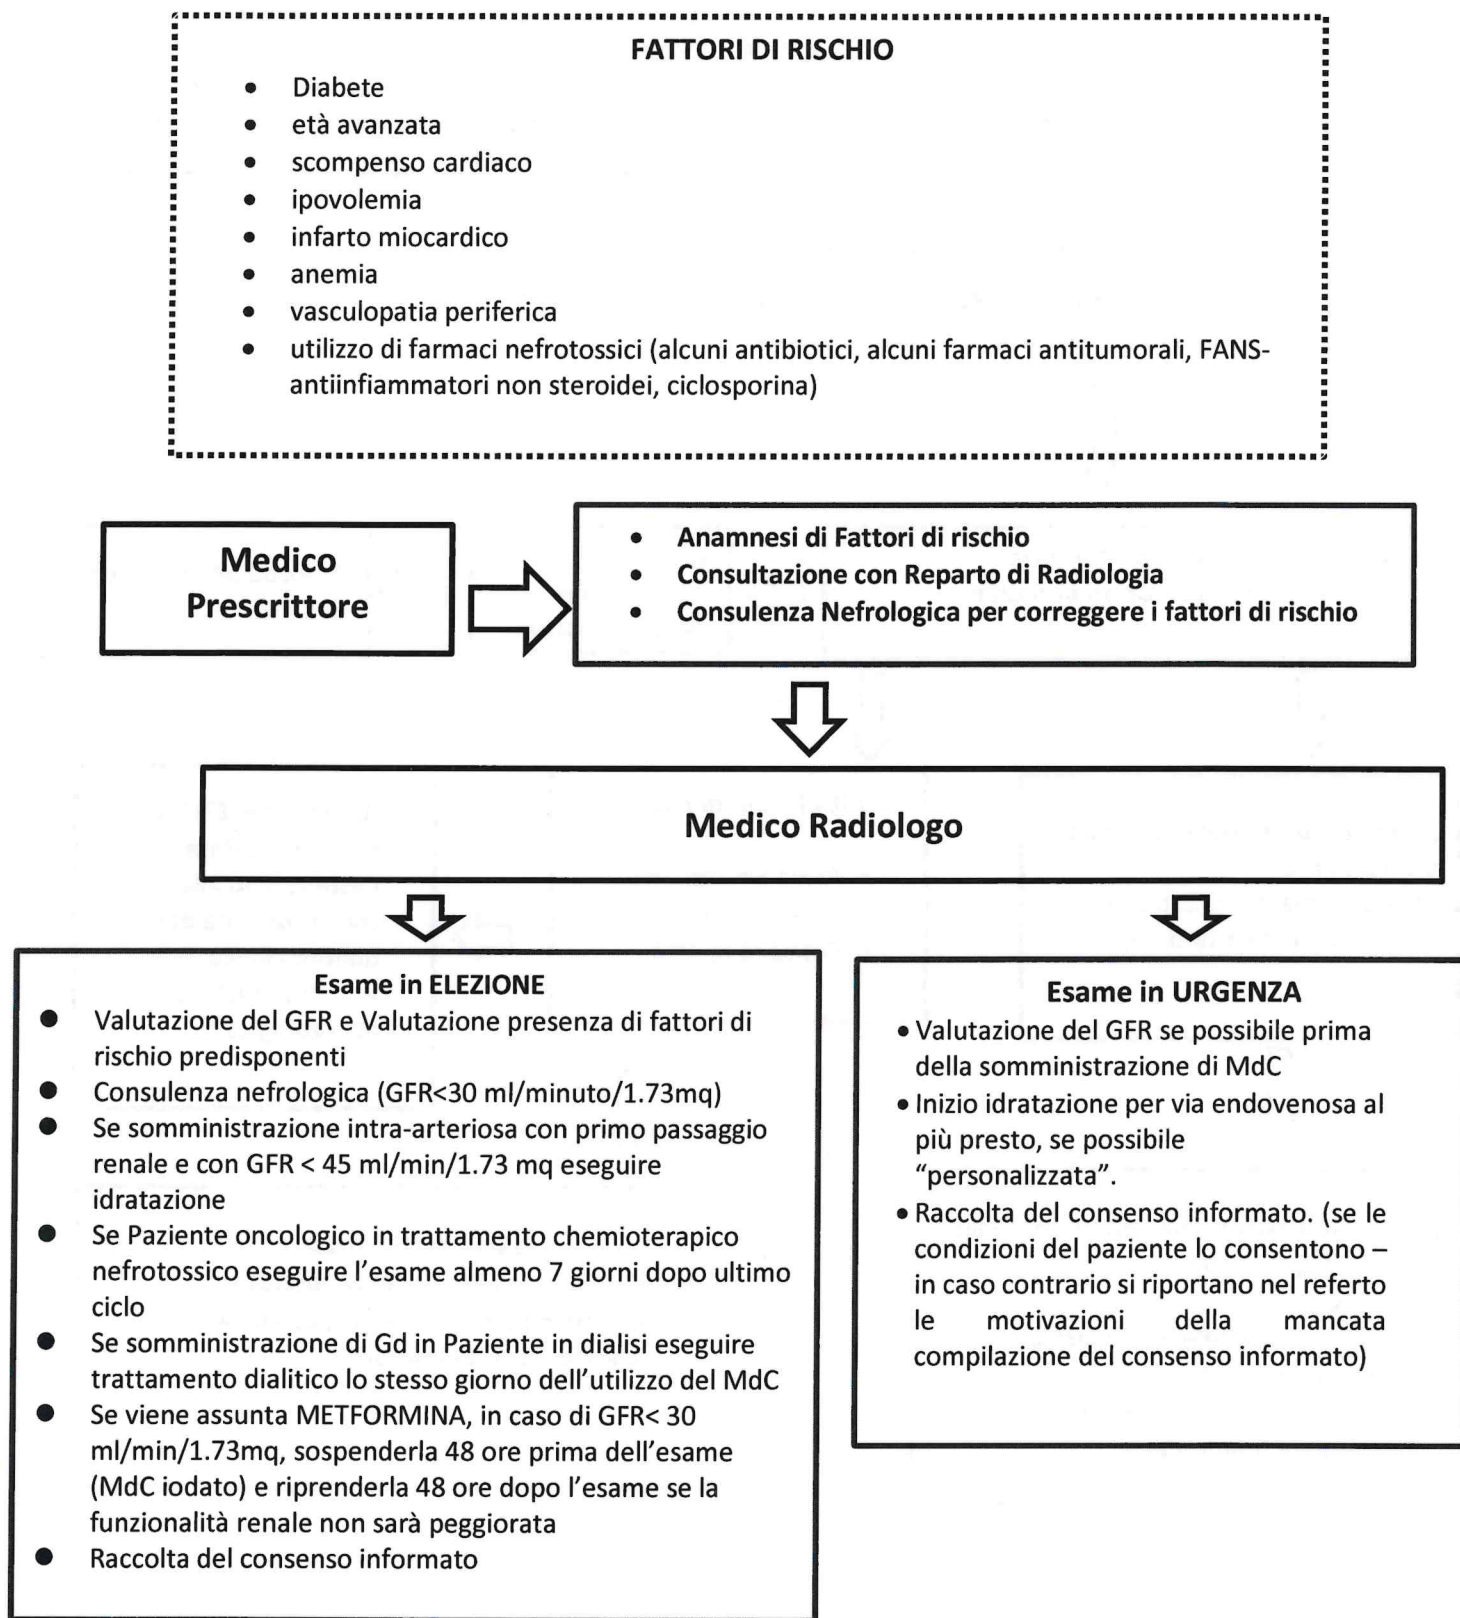 FATTORI DI RISCHIO
• Diabete
• età avanzata
• scompenso cardiaco
• ipovolemia
• infarto miocardico
• anemia
• vasculopatia periferica
• utilizzo di farmaci nefrotossici (alcuni antibiotici, alcuni farmaci antitumorali, FANS-
antiinfiammatori non steroidei, ciclosporina)
Medico
Prescrittore
• Anamnesi di Fattori di rischio
• Consultazione con Reparto di Radiologia
• Consulenza Nefrologica per correggere i fattori di rischio
Medico Radiologo
Esame in ELEZIONE
● Valutazione del GFR e Valutazione presenza di fattori di
rischio predisponenti
● Consulenza nefrologica (GFR<30 ml/minuto/1.73mq)
● Se somministrazione intra-arteriosa con primo passaggio
renale e con GFR < 45 ml/min/1.73 mq eseguire
idratazione
● Se Paziente oncologico in trattamento chemioterapico
nefrotossico eseguire l'esame almeno 7 giorni dopo ultimo
ciclo
● Se somministrazione di Gd in Paziente in dialisi eseguire
trattamento dialitico lo stesso giorno dell'utilizzo del MdC
● Se viene assunta METFORMINA, in caso di GFR< 30
ml/min/1.73mq, sospenderla 48 ore prima dell'esame
(MdC iodato) e riprenderla 48 ore dopo l'esame se la
funzionalità renale non sarà peggiorata
● Raccolta del consenso informato
Esame in URGENZA
• Valutazione del GFR se possibile prima
della somministrazione di MdC
• Inizio idratazione per via endovenosa al
più presto, se possibile
“personalizzata”.
• Raccolta del consenso informato. (se le
condizioni del paziente lo consentono –
in caso contrario si riportano nel referto
le motivazioni della mancata
compilazione del consenso informato)